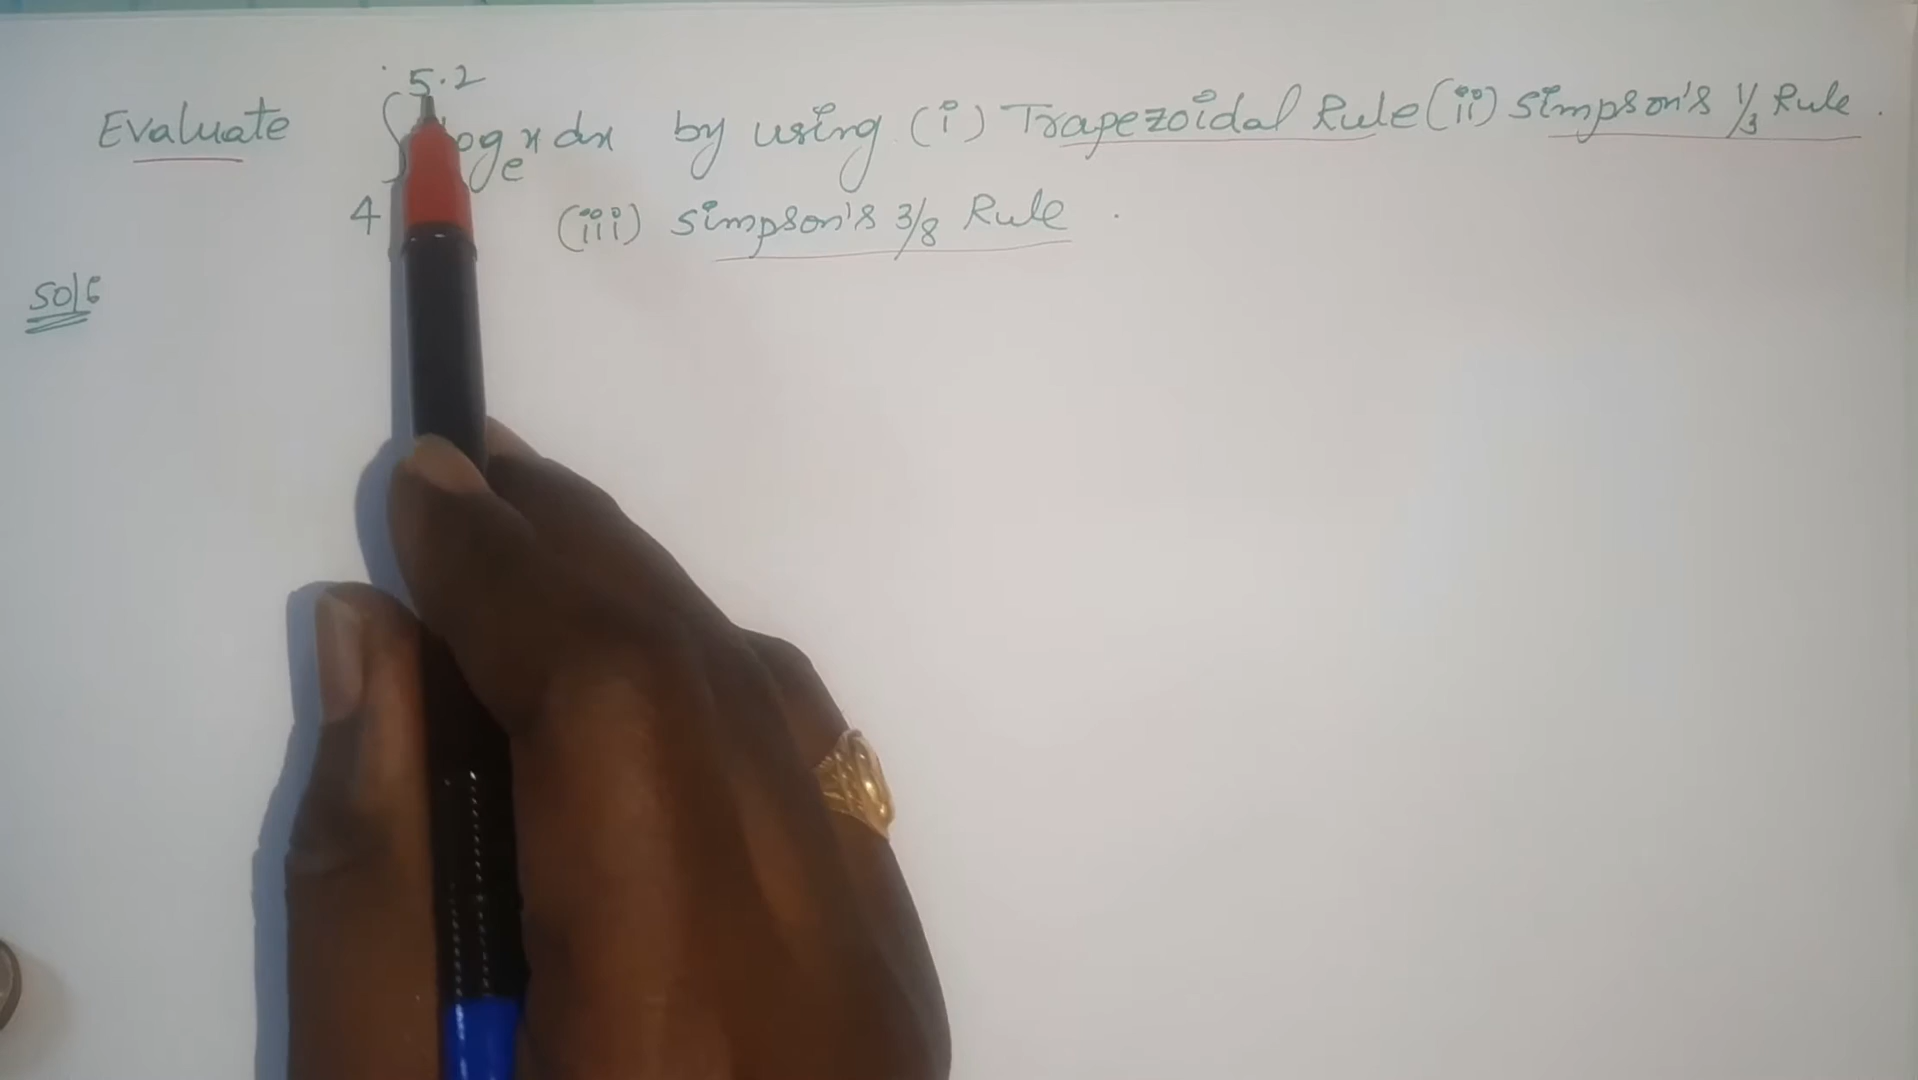 5.2
Evaluate ∫ og_e x dx by using (i) Trapezoidal Rule (ii) Simpson's 1/3 Rule.
4 (iii) Simpson's 3/8 Rule.
Sol: